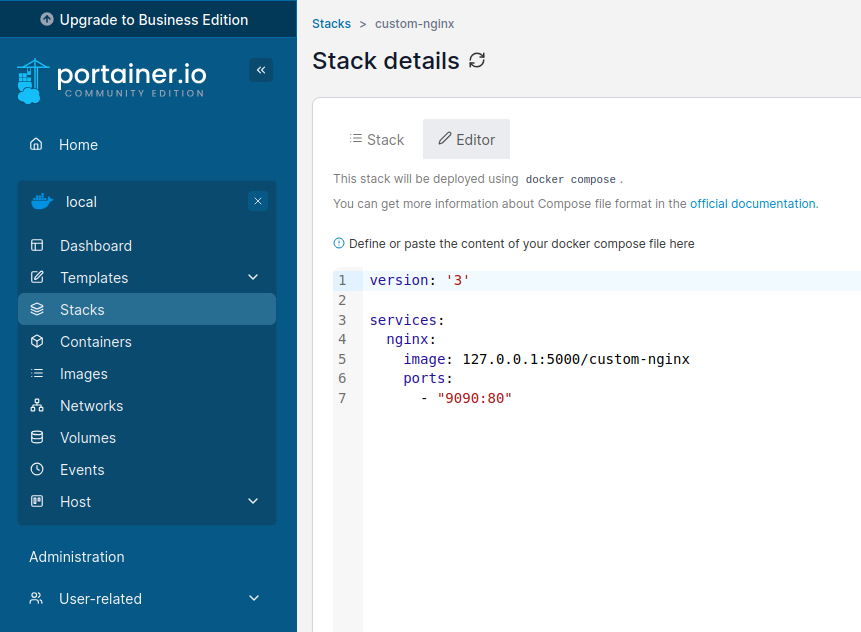 Upgrade to Business Edition
portainer.io
COMMUNITY EDITION
Home
local
Dashboard
Templates
Stacks
Containers
Images
Networks
Volumes
Events
Host
Administration
User-related
Stacks > custom-nginx
Stack details
Stack
Editor
This stack will be deployed using docker compose .
You can get more information about Compose file format in the official documentation.
Define or paste the content of your docker compose file here
1 version: '3'
2
3 services:
4   nginx:
5     image: 127.0.0.1:5000/custom-nginx
6     ports:
7       - "9090:80"